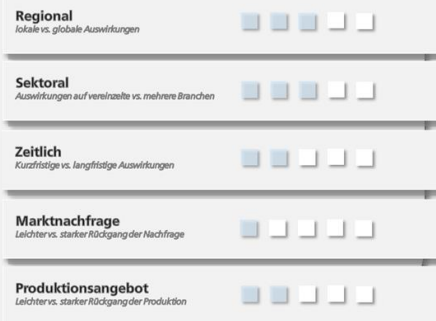 Regional
lokale vs. globale Auswirkungen
Sektoral
Auswirkungen auf vereinzelte vs. mehrere Branchen
Zeitlich
Kurzfristige vs. langfristige Auswirkungen
Marktnachfrage
Leichter vs. starker Rückgang der Nachfrage
Produktionsangebot
Leichter vs. starker Rückgang der Produktion